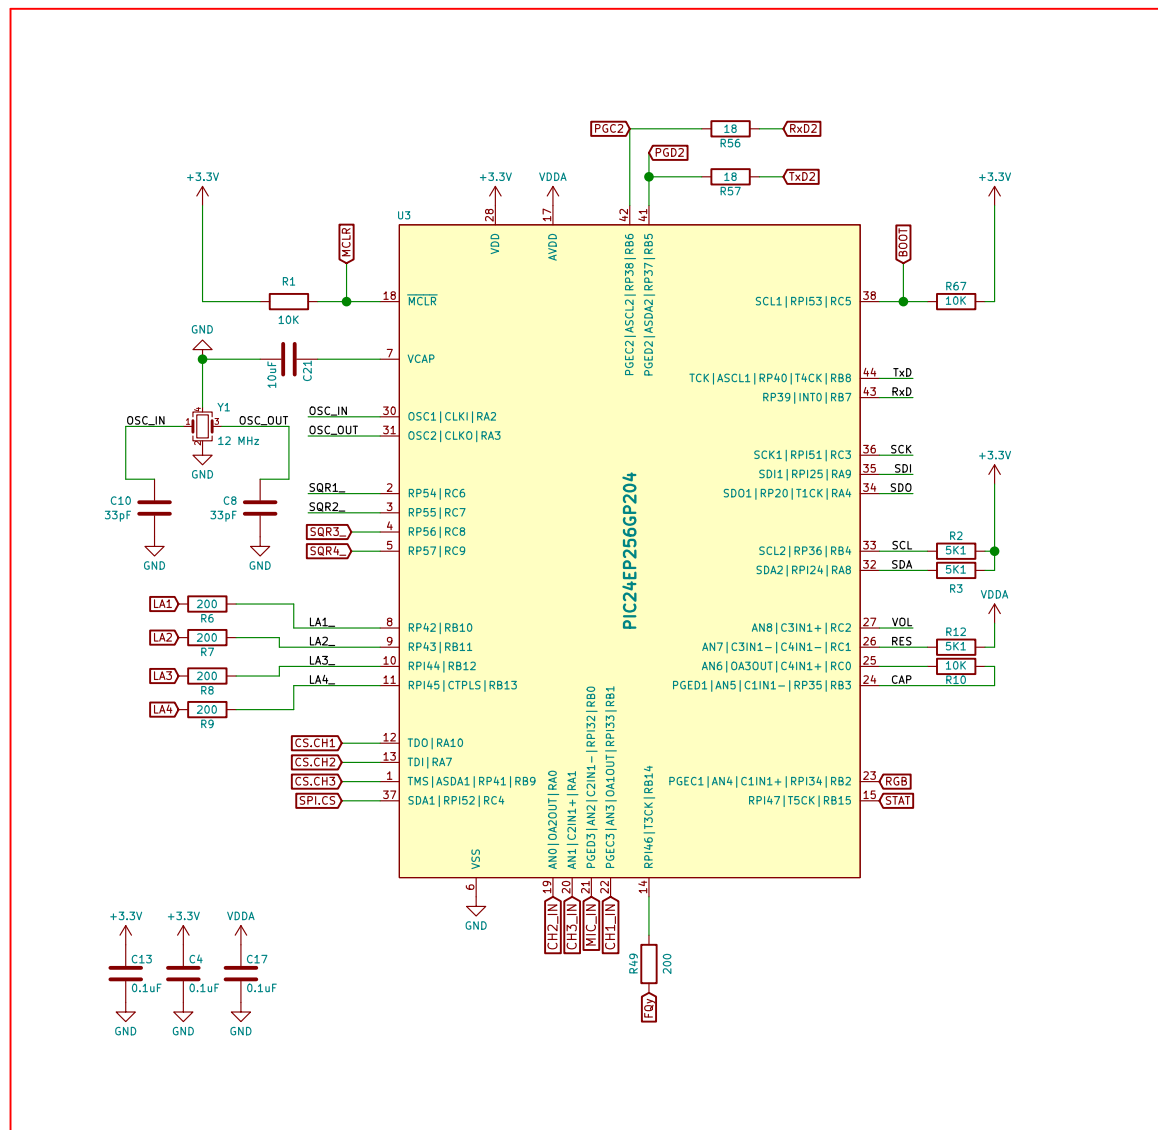 PGC2
18
R56
RxD2
PGD2
18
R57
TxD2
+3.3V
+3.3V
VDDA
+3.3V
U3
28
VDD
17
AVDD
42
PGEC2|ASCL2|RP38|RB6
41
PGED2|ASDA2|RP37|RB5
MCLR
R1
10K
18
MCLR
GND
10uF
C21
7
VCAP
OSC_IN
4
Y1
1
3
2
OSC_OUT
12 MHz
GND
OSC_IN
30
OSC1|CLKI|RA2
OSC_OUT
31
OSC2|CLKO|RA3
C10
33pF
GND
C8
33pF
GND
SQR1_
2
RP54|RC6
SQR2_
3
RP55|RC7
SQR3_
4
RP56|RC8
SQR4_
5
RP57|RC9
LA1
200
R6
LA1_
8
RP42|RB10
LA2
200
R7
LA2_
9
RP43|RB11
LA3
200
R8
LA3_
10
RPI44|RB12
LA4
200
R9
LA4_
11
RPI45|CTPLS|RB13
CS.CH1
12
TDO|RA10
CS.CH2
13
TDI|RA7
CS.CH3
1
TMS|ASDA1|RP41|RB9
SPI.CS
37
SDA1|RPI52|RC4
PIC24EP256GP204
BOOT
SCL1|RPI53|RC5
38
R67
10K
TCK|ASCL1|RP40|T4CK|RB8
44
TxD
RP39|INT0|RB7
43
RxD
SCK1|RPI51|RC3
36
SCK
SDI1|RPI25|RA9
35
SDI
SDO1|RP20|T1CK|RA4
34
SDO
+3.3V
SCL2|RP36|RB4
33
SCL
R2
5K1
SDA2|RPI24|RA8
32
SDA
5K1
R3
VDDA
AN8|C3IN1+|RC2
27
VOL
AN7|C3IN1-|C4IN1-|RC1
26
RES
R12
5K1
AN6|OA3OUT|C4IN1+|RC0
25
10K
R10
PGED1|AN5|C1IN1-|RP35|RB3
24
CAP
PGEC1|AN4|C1IN1+|RPI34|RB2
23
RGB
RPI47|T5CK|RB15
15
STAT
VSS
6
GND
AN0|OA2OUT|RA0
19
CH2_IN
AN1|C2IN1+|RA1
20
CH3_IN
PGED3|AN2|C2IN1-|RPI32|RB0
21
MIC_IN
PGEC3|AN3|OA1OUT|RPI33|RB1
22
CH1_IN
RPI46|T3CK|RB14
14
R49
200
FQy
+3.3V
C13
0.1uF
GND
+3.3V
C4
0.1uF
GND
VDDA
C17
0.1uF
GND